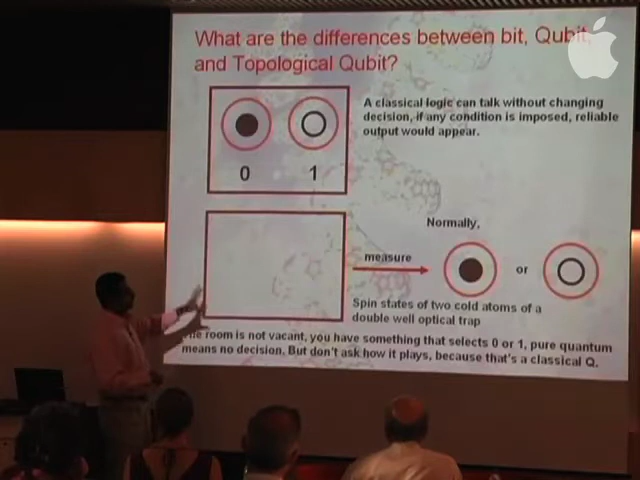 What are the differences between bit, Qubit,
and Topological Qubit?
A classical logic can talk without changing
decision, if any condition is imposed, reliable
output would appear.
0 1
Normally,
measure
or
Spin states of two cold atoms of a
double well optical trap
room is not vacant, you have something that selects 0 or 1, pure quantum
means no decision. But don't ask how it plays, because that's a classical Q.